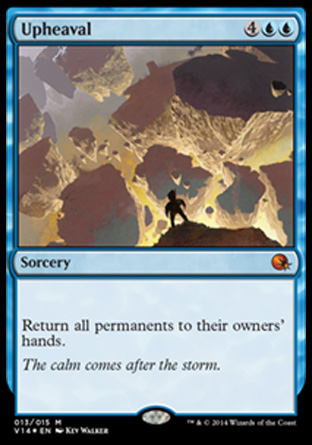 Upheaval 4
Sorcery
Return all permanents to their owners'
hands.
The calm comes after the storm.
013/015 M
V14★EN Kev Walker
™ & © 2014 Wizards of the Coast